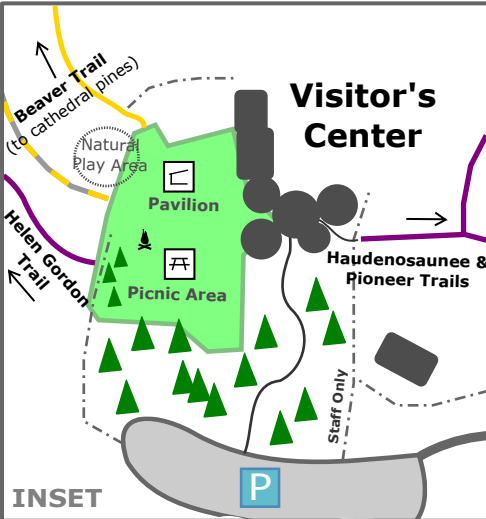 Visitor's
Center
Beaver Trail
(to cathedral pines)
Natural
Play Area
Pavilion
Helen Gordon
Trail
Haudenosaunee &
Pioneer Trails
Picnic Area
Staff Only
P
INSET